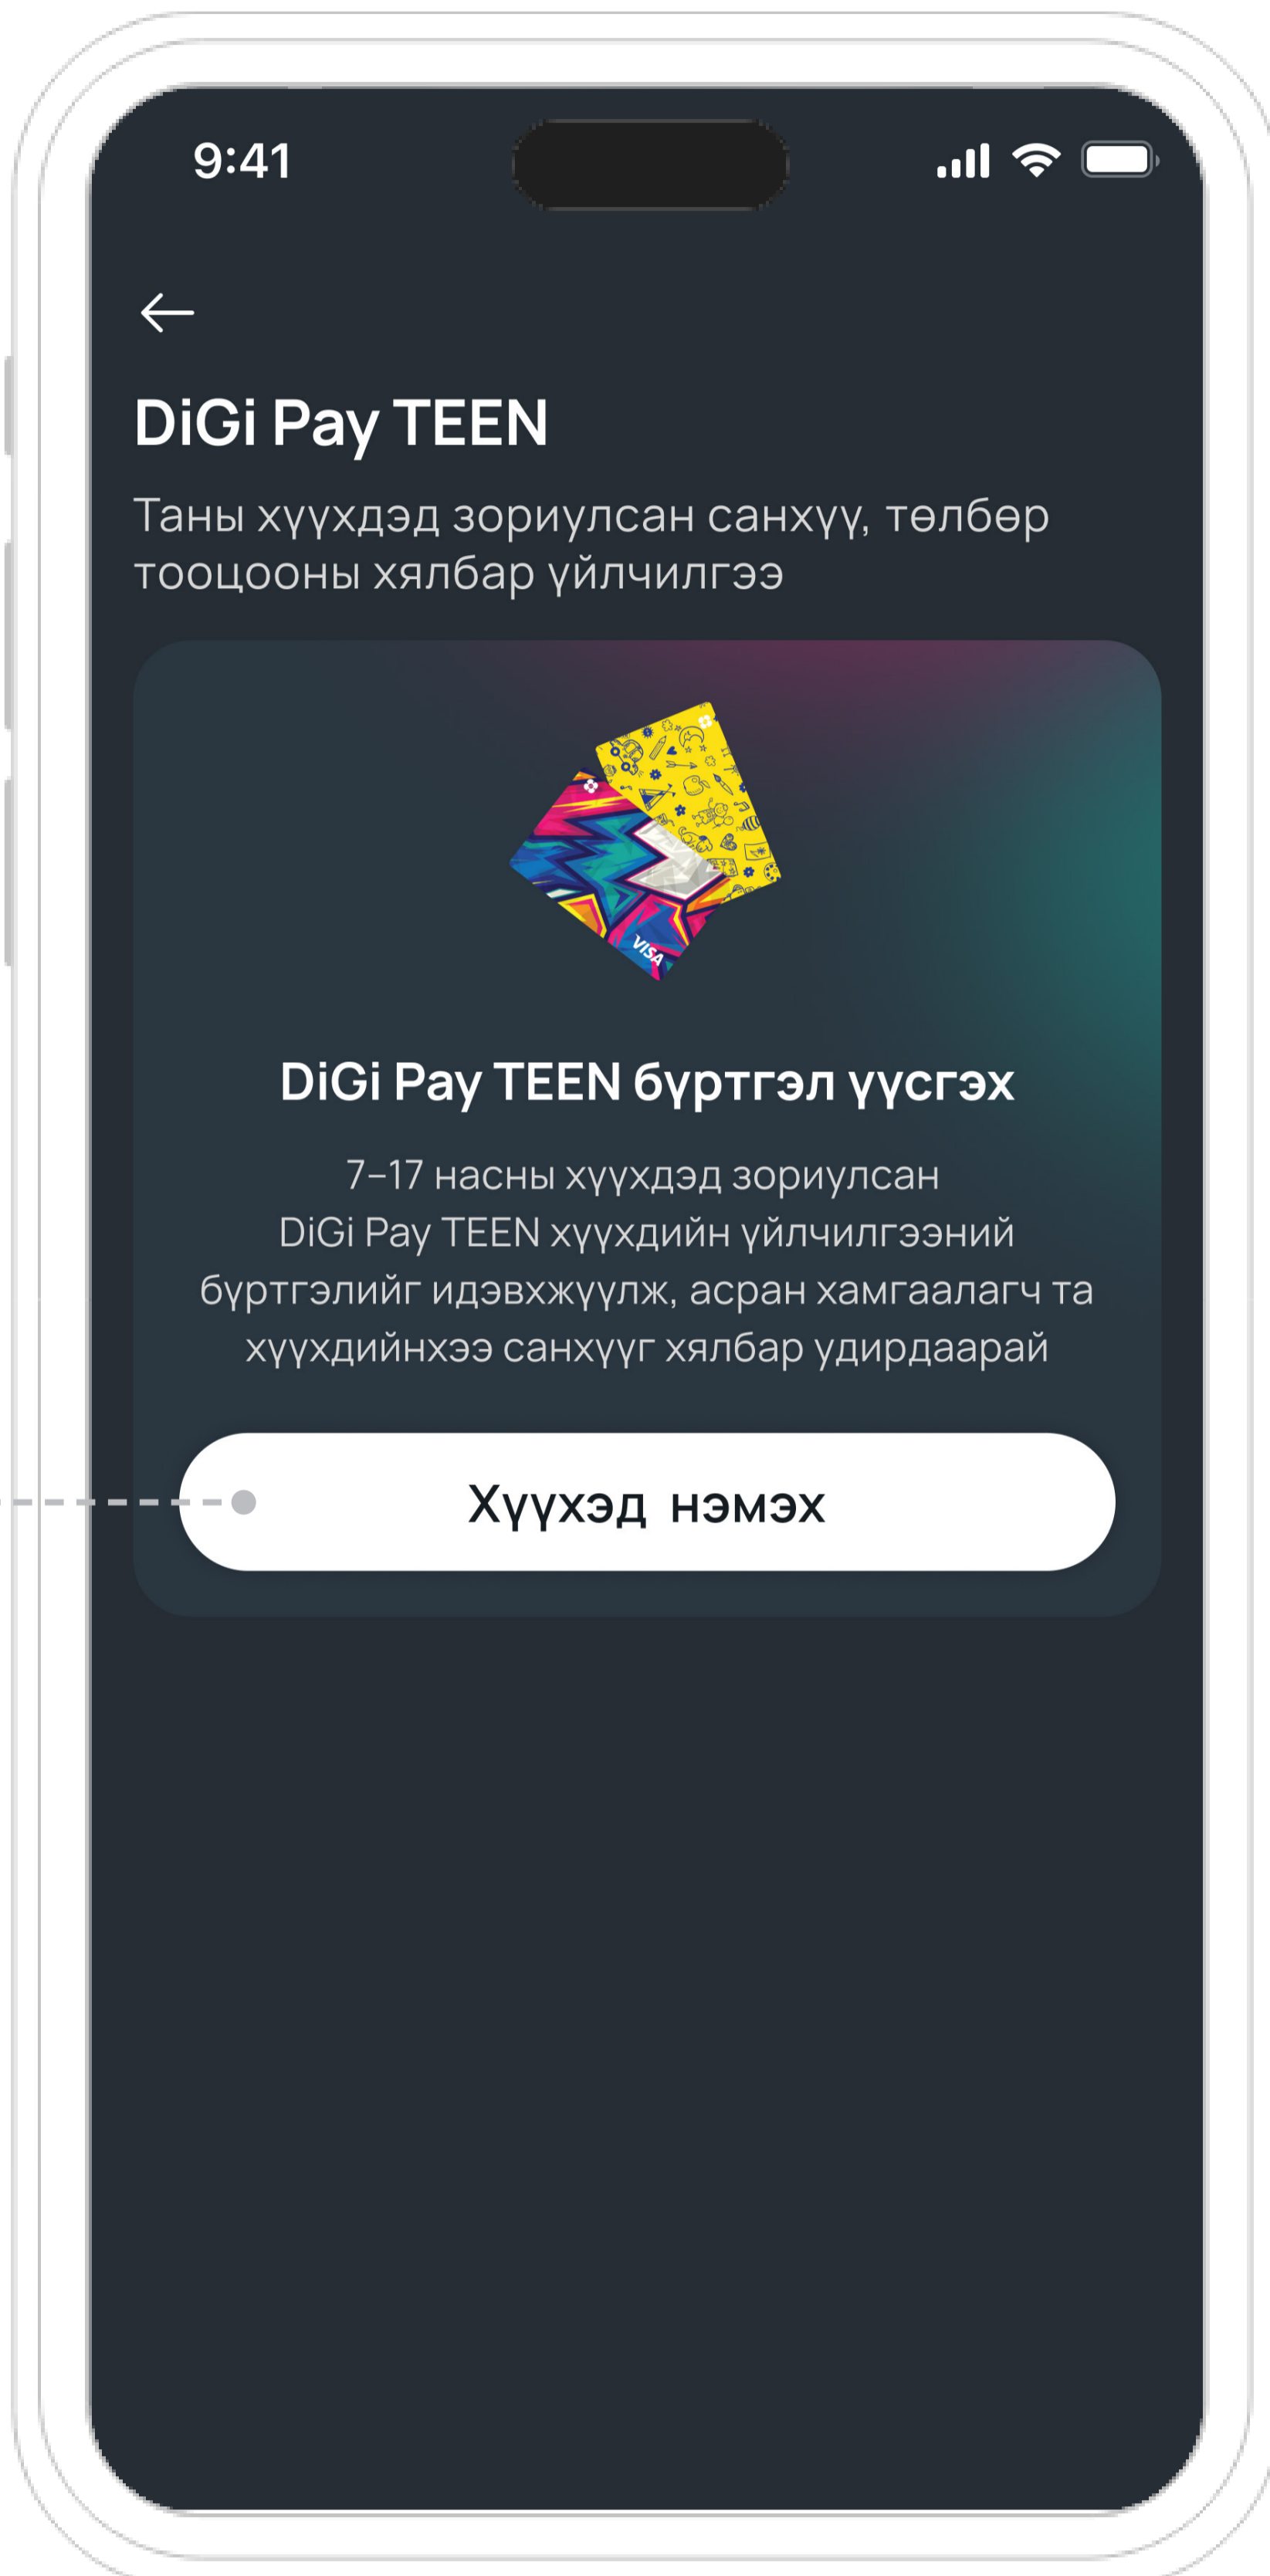 9:41
DiGi Pay TEEN
Таны хүүхдэд зориулсан санхүү, төлбөр
тооцооны хялбар үйлчилгээ
VISA
DiGi Pay TEEN бүртгэл үүсгэх
7–17 насны хүүхдэд зориулсан
DiGi Pay TEEN хүүхдийн үйлчилгээний
бүртгэлийг идэвхжүүлж, асран хамгаалагч та
хүүхдийнхээ санхүүг хялбар удирдаарай
Хүүхэд нэмэх